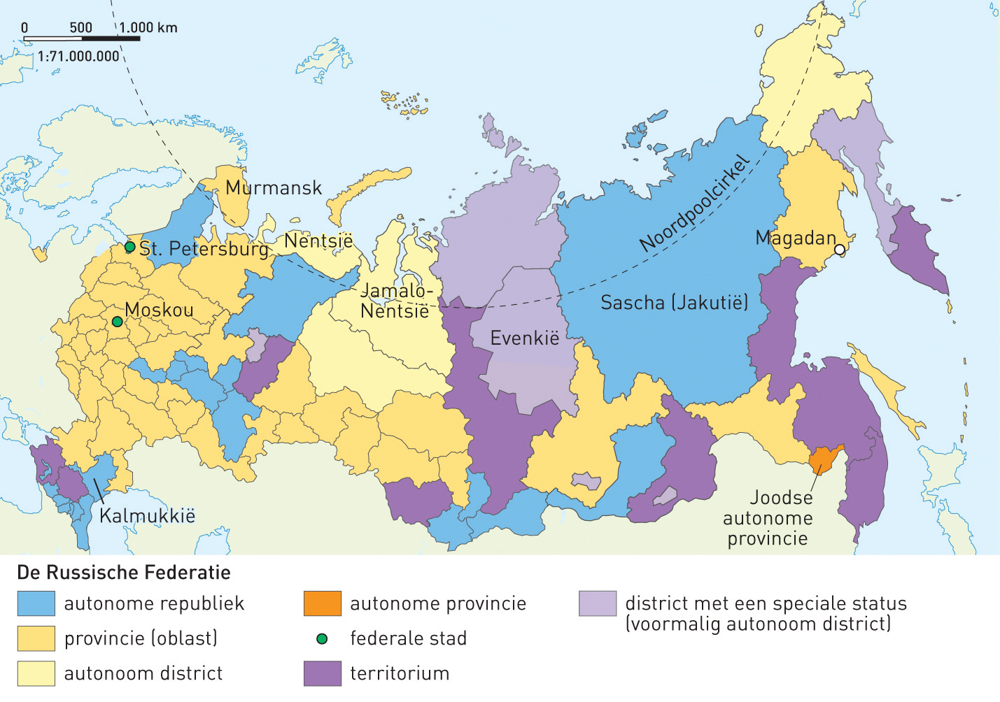 0 500 1.000 km
1:71.000.000
Murmansk
Nentsië
St. Petersburg
Noordpoolcirkel
Magadan
Jamalo-
Nentsië
Moskou
Sascha (Jakutië)
Evenkië
Kalmukkië
Joodse
autonome
provincie
De Russische Federatie
autonome republiek
provincie (oblast)
autonoom district
autonome provincie
federale stad
territorium
district met een speciale status
(voormalig autonoom district)